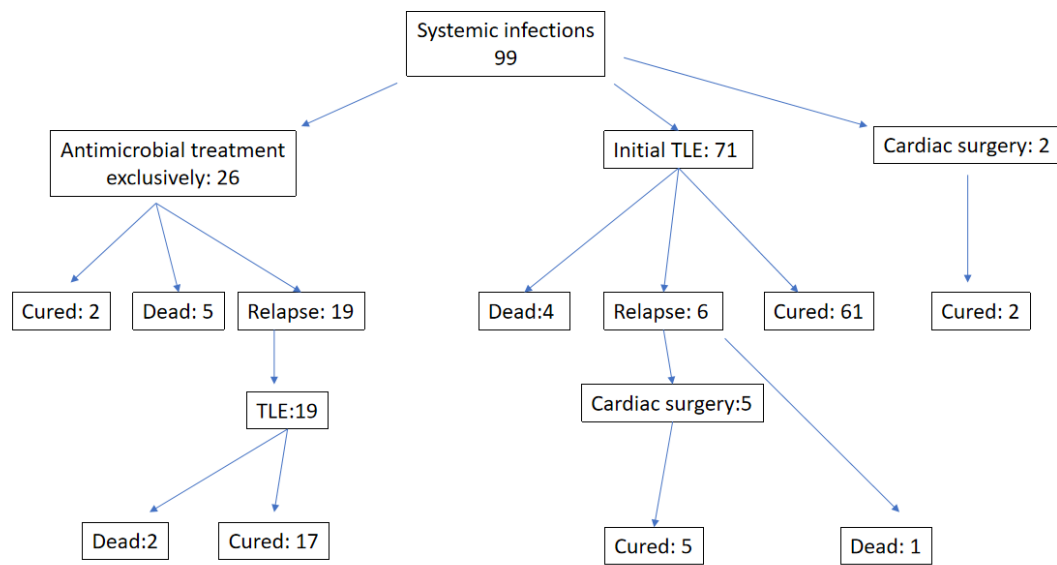 Systemic infections
99
Antimicrobial treatment
exclusively: 26
Initial TLE: 71
Cardiac surgery: 2
Cured: 2
Dead: 5
Relapse: 19
Dead:4
Relapse: 6
Cured: 61
Cured: 2
TLE:19
Cardiac surgery:5
Dead:2
Cured: 17
Cured: 5
Dead: 1